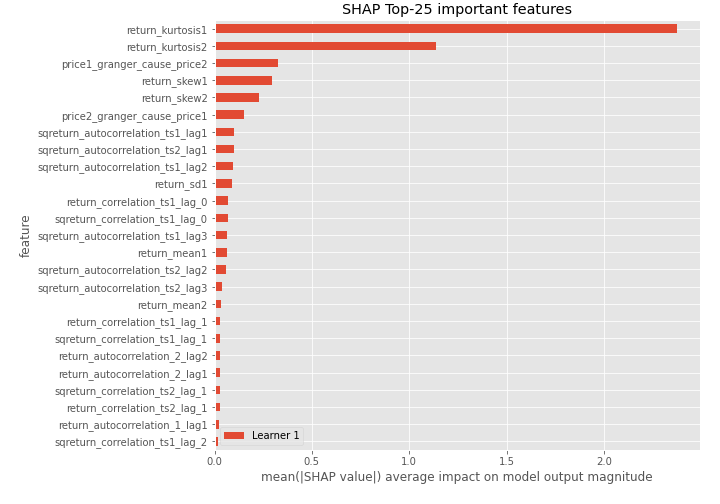 SHAP Top-25 important features
return_kurtosis1
return_kurtosis2
price1_granger_cause_price2
return_skew1
return_skew2
price2_granger_cause_price1
sqreturn_autocorrelation_ts1_lag1
sqreturn_autocorrelation_ts2_lag1
sqreturn_autocorrelation_ts1_lag2
return_sd1
return_correlation_ts1_lag_0
sqreturn_correlation_ts1_lag_0
sqreturn_autocorrelation_ts1_lag3
return_mean1
sqreturn_autocorrelation_ts2_lag2
sqreturn_autocorrelation_ts2_lag3
return_mean2
return_correlation_ts1_lag_1
sqreturn_correlation_ts1_lag_1
return_autocorrelation_2_lag2
return_autocorrelation_2_lag1
sqreturn_correlation_ts2_lag_1
return_correlation_ts2_lag_1
return_autocorrelation_1_lag1
sqreturn_correlation_ts1_lag_2
feature
Learner 1
0.0 0.5 1.0 1.5 2.0
mean(|SHAP value|) average impact on model output magnitude